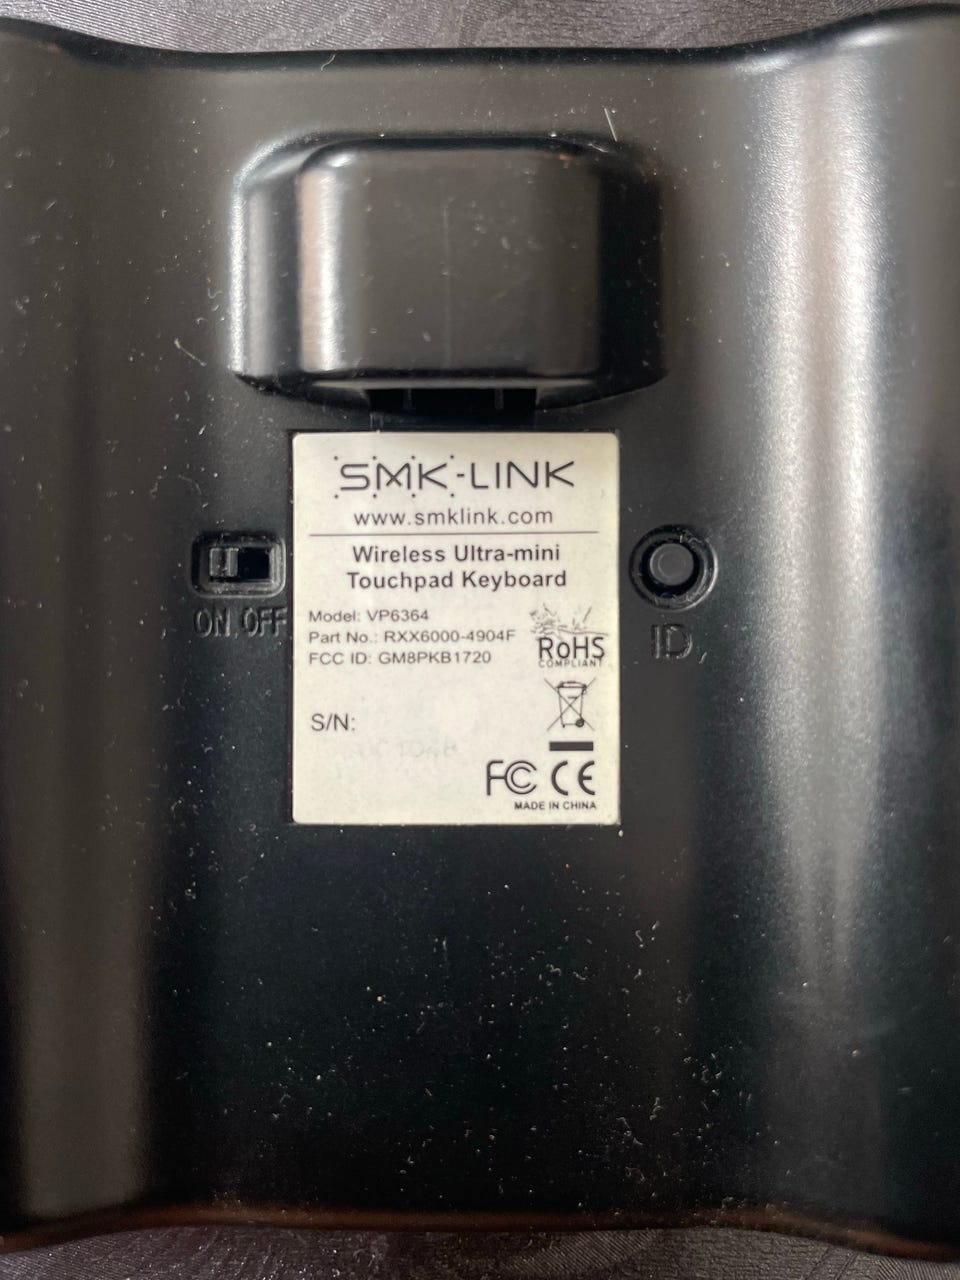 SMK-LINK
www.smklink.com
Wireless Ultra-mini
Touchpad Keyboard
Model: VP6364
Part No.: RXX6000-4904F
FCC ID: GM8PKB1720
RoHS
COMPLIANT
S/N:
FC CE
MADE IN CHINA
ON OFF
ID